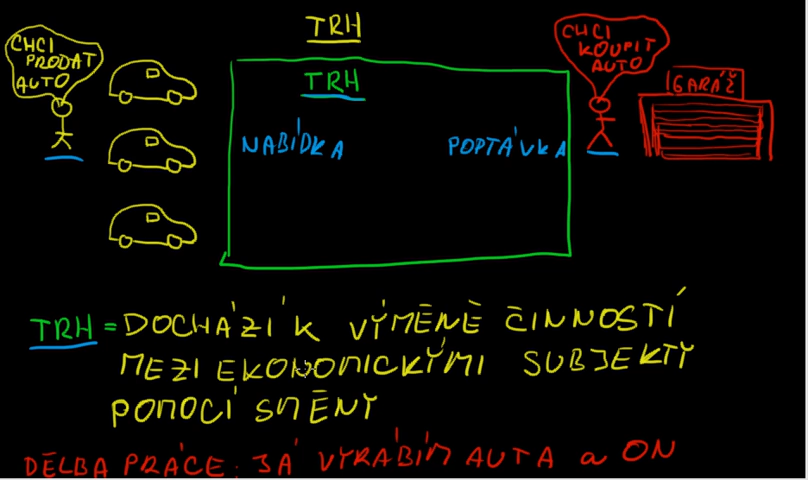 TRH
CHCI
PRODAT
AUTO
CHCI
KOUPIT
AUTO
TRH
GARÁŽ
NABÍDKA
POPTÁVKA
TRH = DOCHÁZÍ K VÝMĚNĚ ČINNOSTÍ
MEZI EKONOMICKÝMI SUBJEKTY
POMOCÍ SMĚNY
DĚLBA PRÁCE: JÁ VYRÁBÍM AUTA a ON